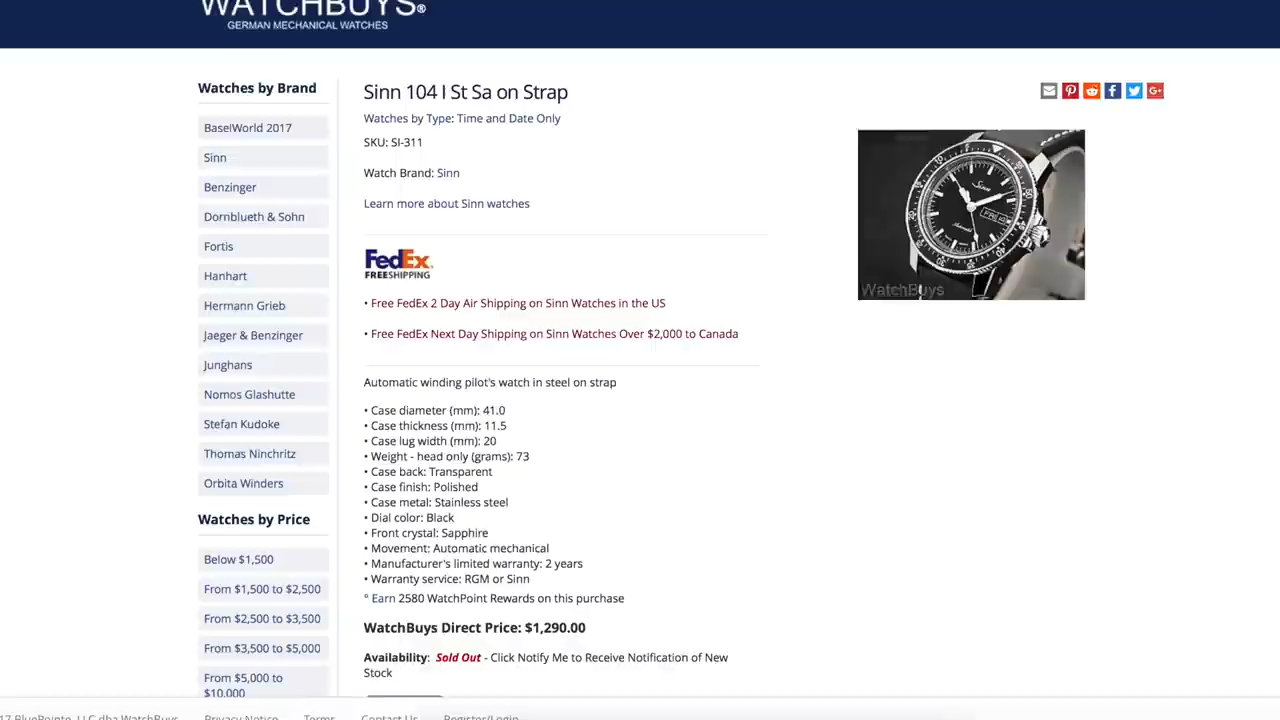 WATCHBUYS®
GERMAN MECHANICAL WATCHES
Watches by Brand
BaselWorld 2017
Sinn
Benzinger
Dornblueth & Sohn
Fortis
Hanhart
Hermann Grieb
Jaeger & Benzinger
Junghans
Nomos Glashutte
Stefan Kudoke
Thomas Ninchritz
Orbita Winders
Watches by Price
Below $1,500
From $1,500 to $2,500
From $2,500 to $3,500
From $3,500 to $5,000
From $5,000 to
$10,000
Sinn 104 I St Sa on Strap
Watches by Type: Time and Date Only
SKU: SI-311
Watch Brand: Sinn
Learn more about Sinn watches
FedEx
FREESHIPPING
• Free FedEx 2 Day Air Shipping on Sinn Watches in the US
• Free FedEx Next Day Shipping on Sinn Watches Over $2,000 to Canada
Automatic winding pilot's watch in steel on strap
• Case diameter (mm): 41.0
• Case thickness (mm): 11.5
• Case lug width (mm): 20
• Weight - head only (grams): 73
• Case back: Transparent
• Case finish: Polished
• Case metal: Stainless steel
• Dial color: Black
• Front crystal: Sapphire
• Movement: Automatic mechanical
• Manufacturer's limited warranty: 2 years
• Warranty service: RGM or Sinn
° Earn 2580 WatchPoint Rewards on this purchase
WatchBuys Direct Price: $1,290.00
Availability: Sold Out - Click Notify Me to Receive Notification of New
Stock
G+
Sinn
Automatic
WatchBuys
17 BluePointe, LLC dba WatchBuys Privacy Notice Terms Contact Us Register/Login